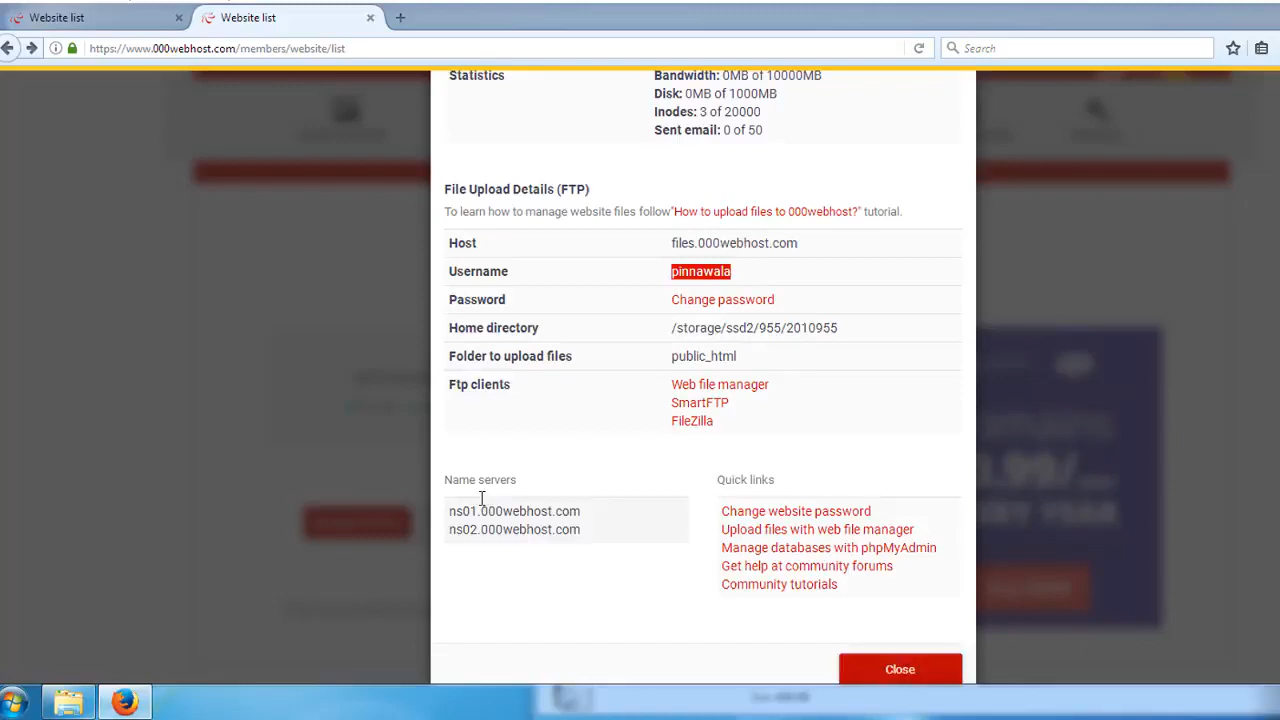 Website list
Website list
https://www.000webhost.com/members/website/list
Search
Statistics
Bandwidth: 0MB of 10000MB
Disk: 0MB of 1000MB
Inodes: 3 of 20000
Sent email: 0 of 50
File Upload Details (FTP)
To learn how to manage website files follow"How to upload files to 000webhost?" tutorial.
Host files.000webhost.com
Username pinnawala
Password Change password
Home directory /storage/ssd2/955/2010955
Folder to upload files public_html
Ftp clients Web file manager
SmartFTP
FileZilla
Name servers
ns01.000webhost.com
ns02.000webhost.com
Quick links
Change website password
Upload files with web file manager
Manage databases with phpMyAdmin
Get help at community forums
Community tutorials
Close